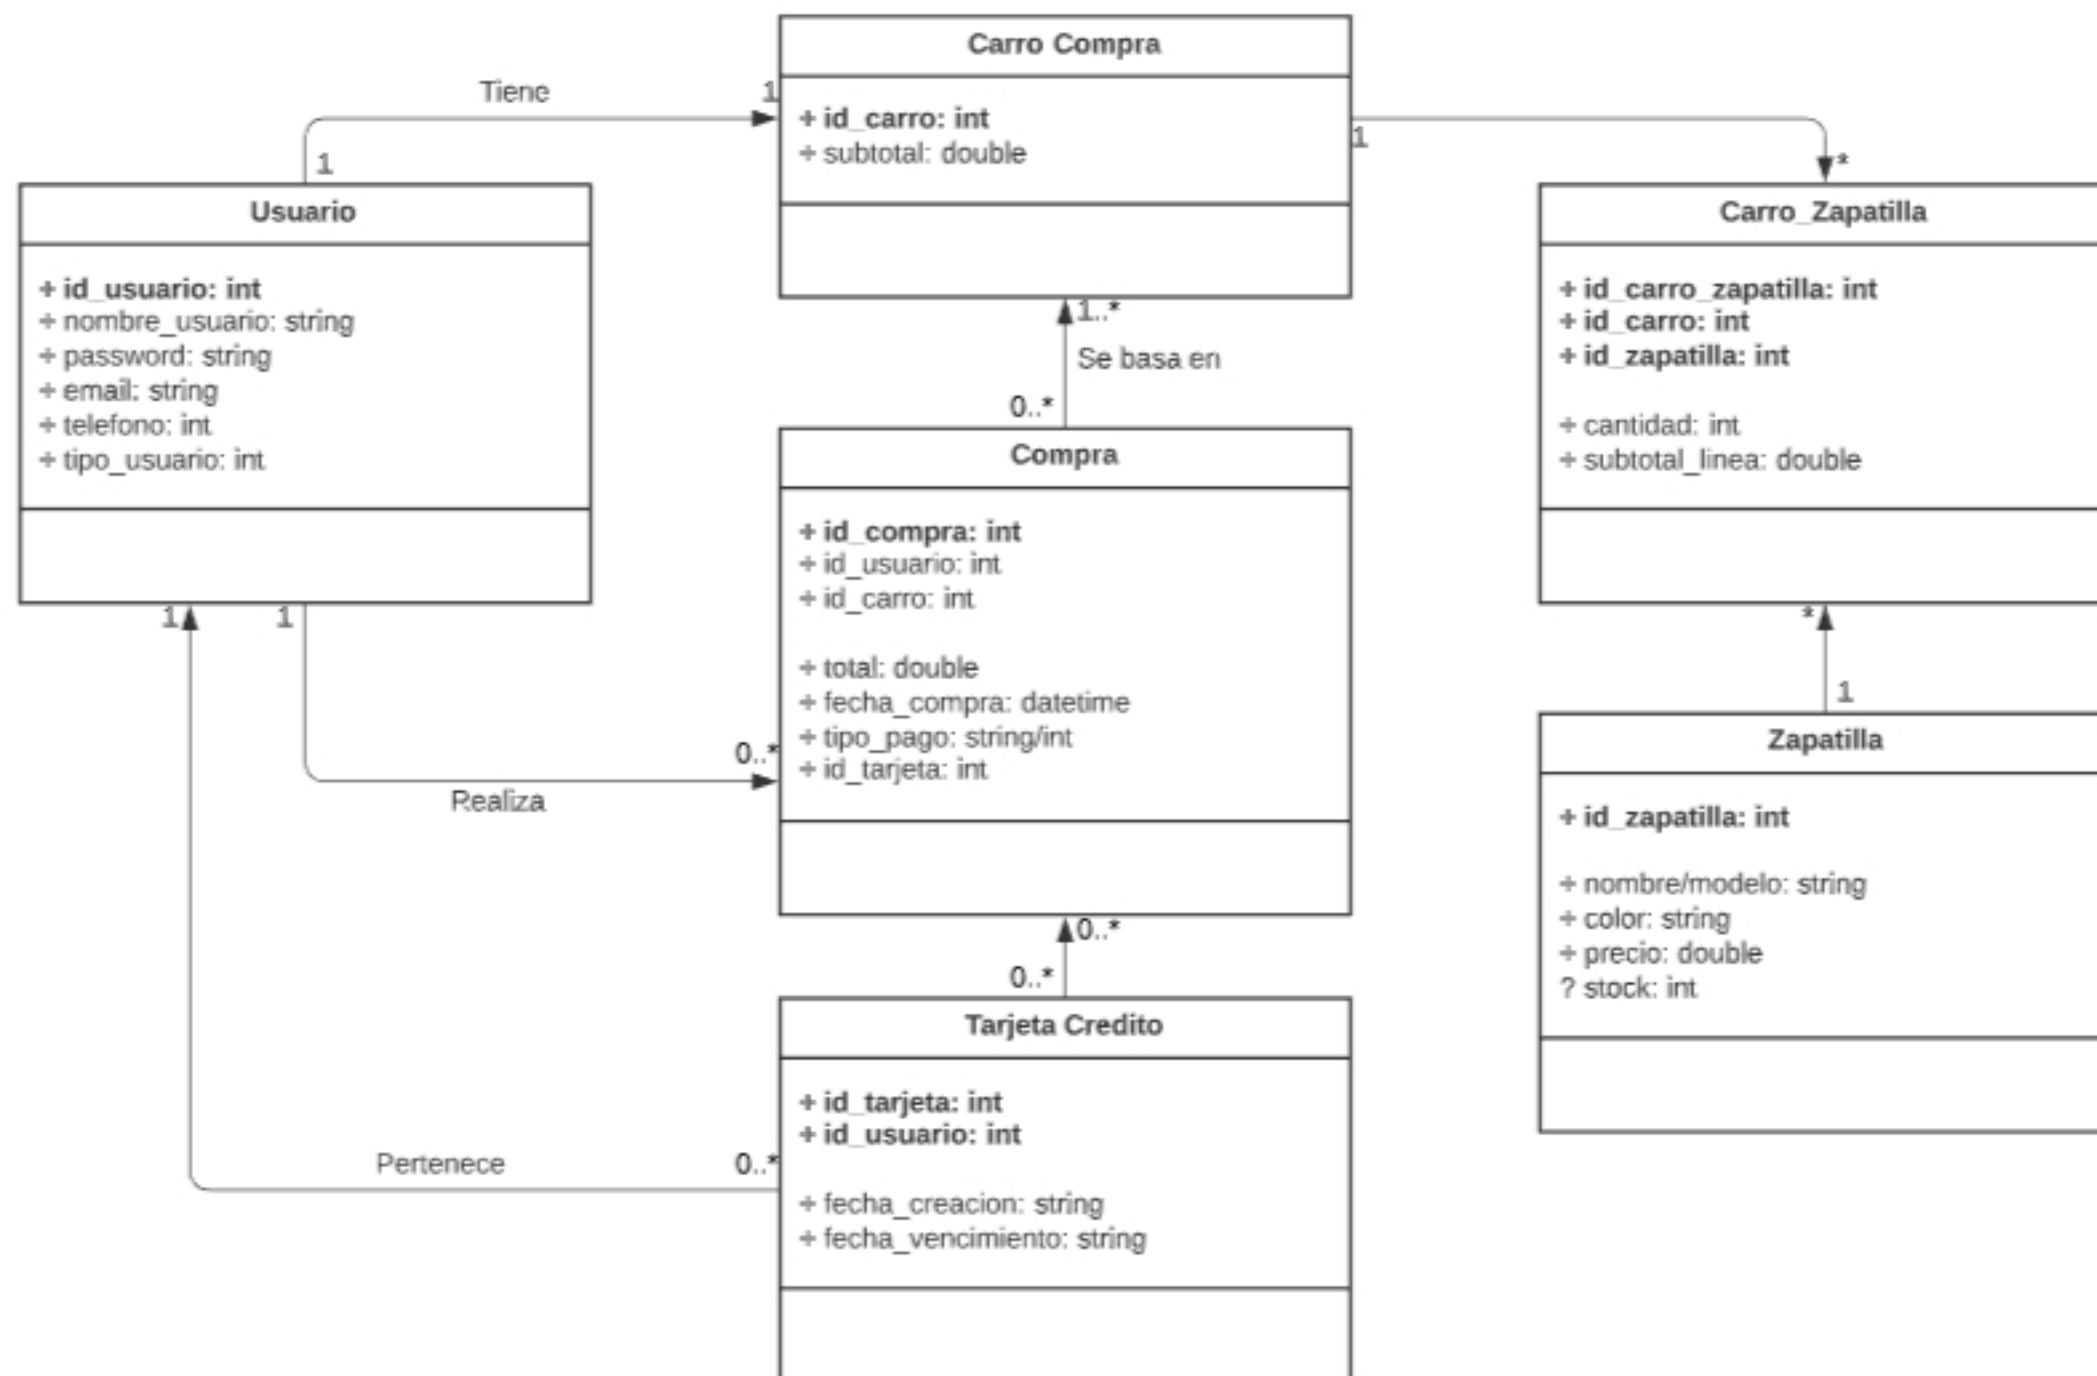 Carro Compra
+ id_carro: int
+ subtotal: double
Tiene
1
1
1
*
Usuario
+ id_usuario: int
+ nombre_usuario: string
+ password: string
+ email: string
+ telefono: int
+ tipo_usuario: int
Carro_Zapatilla
+ id_carro_zapatilla: int
+ id_carro: int
+ id_zapatilla: int
+ cantidad: int
+ subtotal_linea: double
1..*
Se basa en
0..*
Compra
+ id_compra: int
+ id_usuario: int
+ id_carro: int
+ total: double
+ fecha_compra: datetime
+ tipo_pago: string/int
+ id_tarjeta: int
1
1
0..*
Realiza
*
1
Zapatilla
+ id_zapatilla: int
+ nombre/modelo: string
+ color: string
+ precio: double
? stock: int
0..*
0..*
Tarjeta Credito
+ id_tarjeta: int
+ id_usuario: int
+ fecha_creacion: string
+ fecha_vencimiento: string
Pertenece
0..*